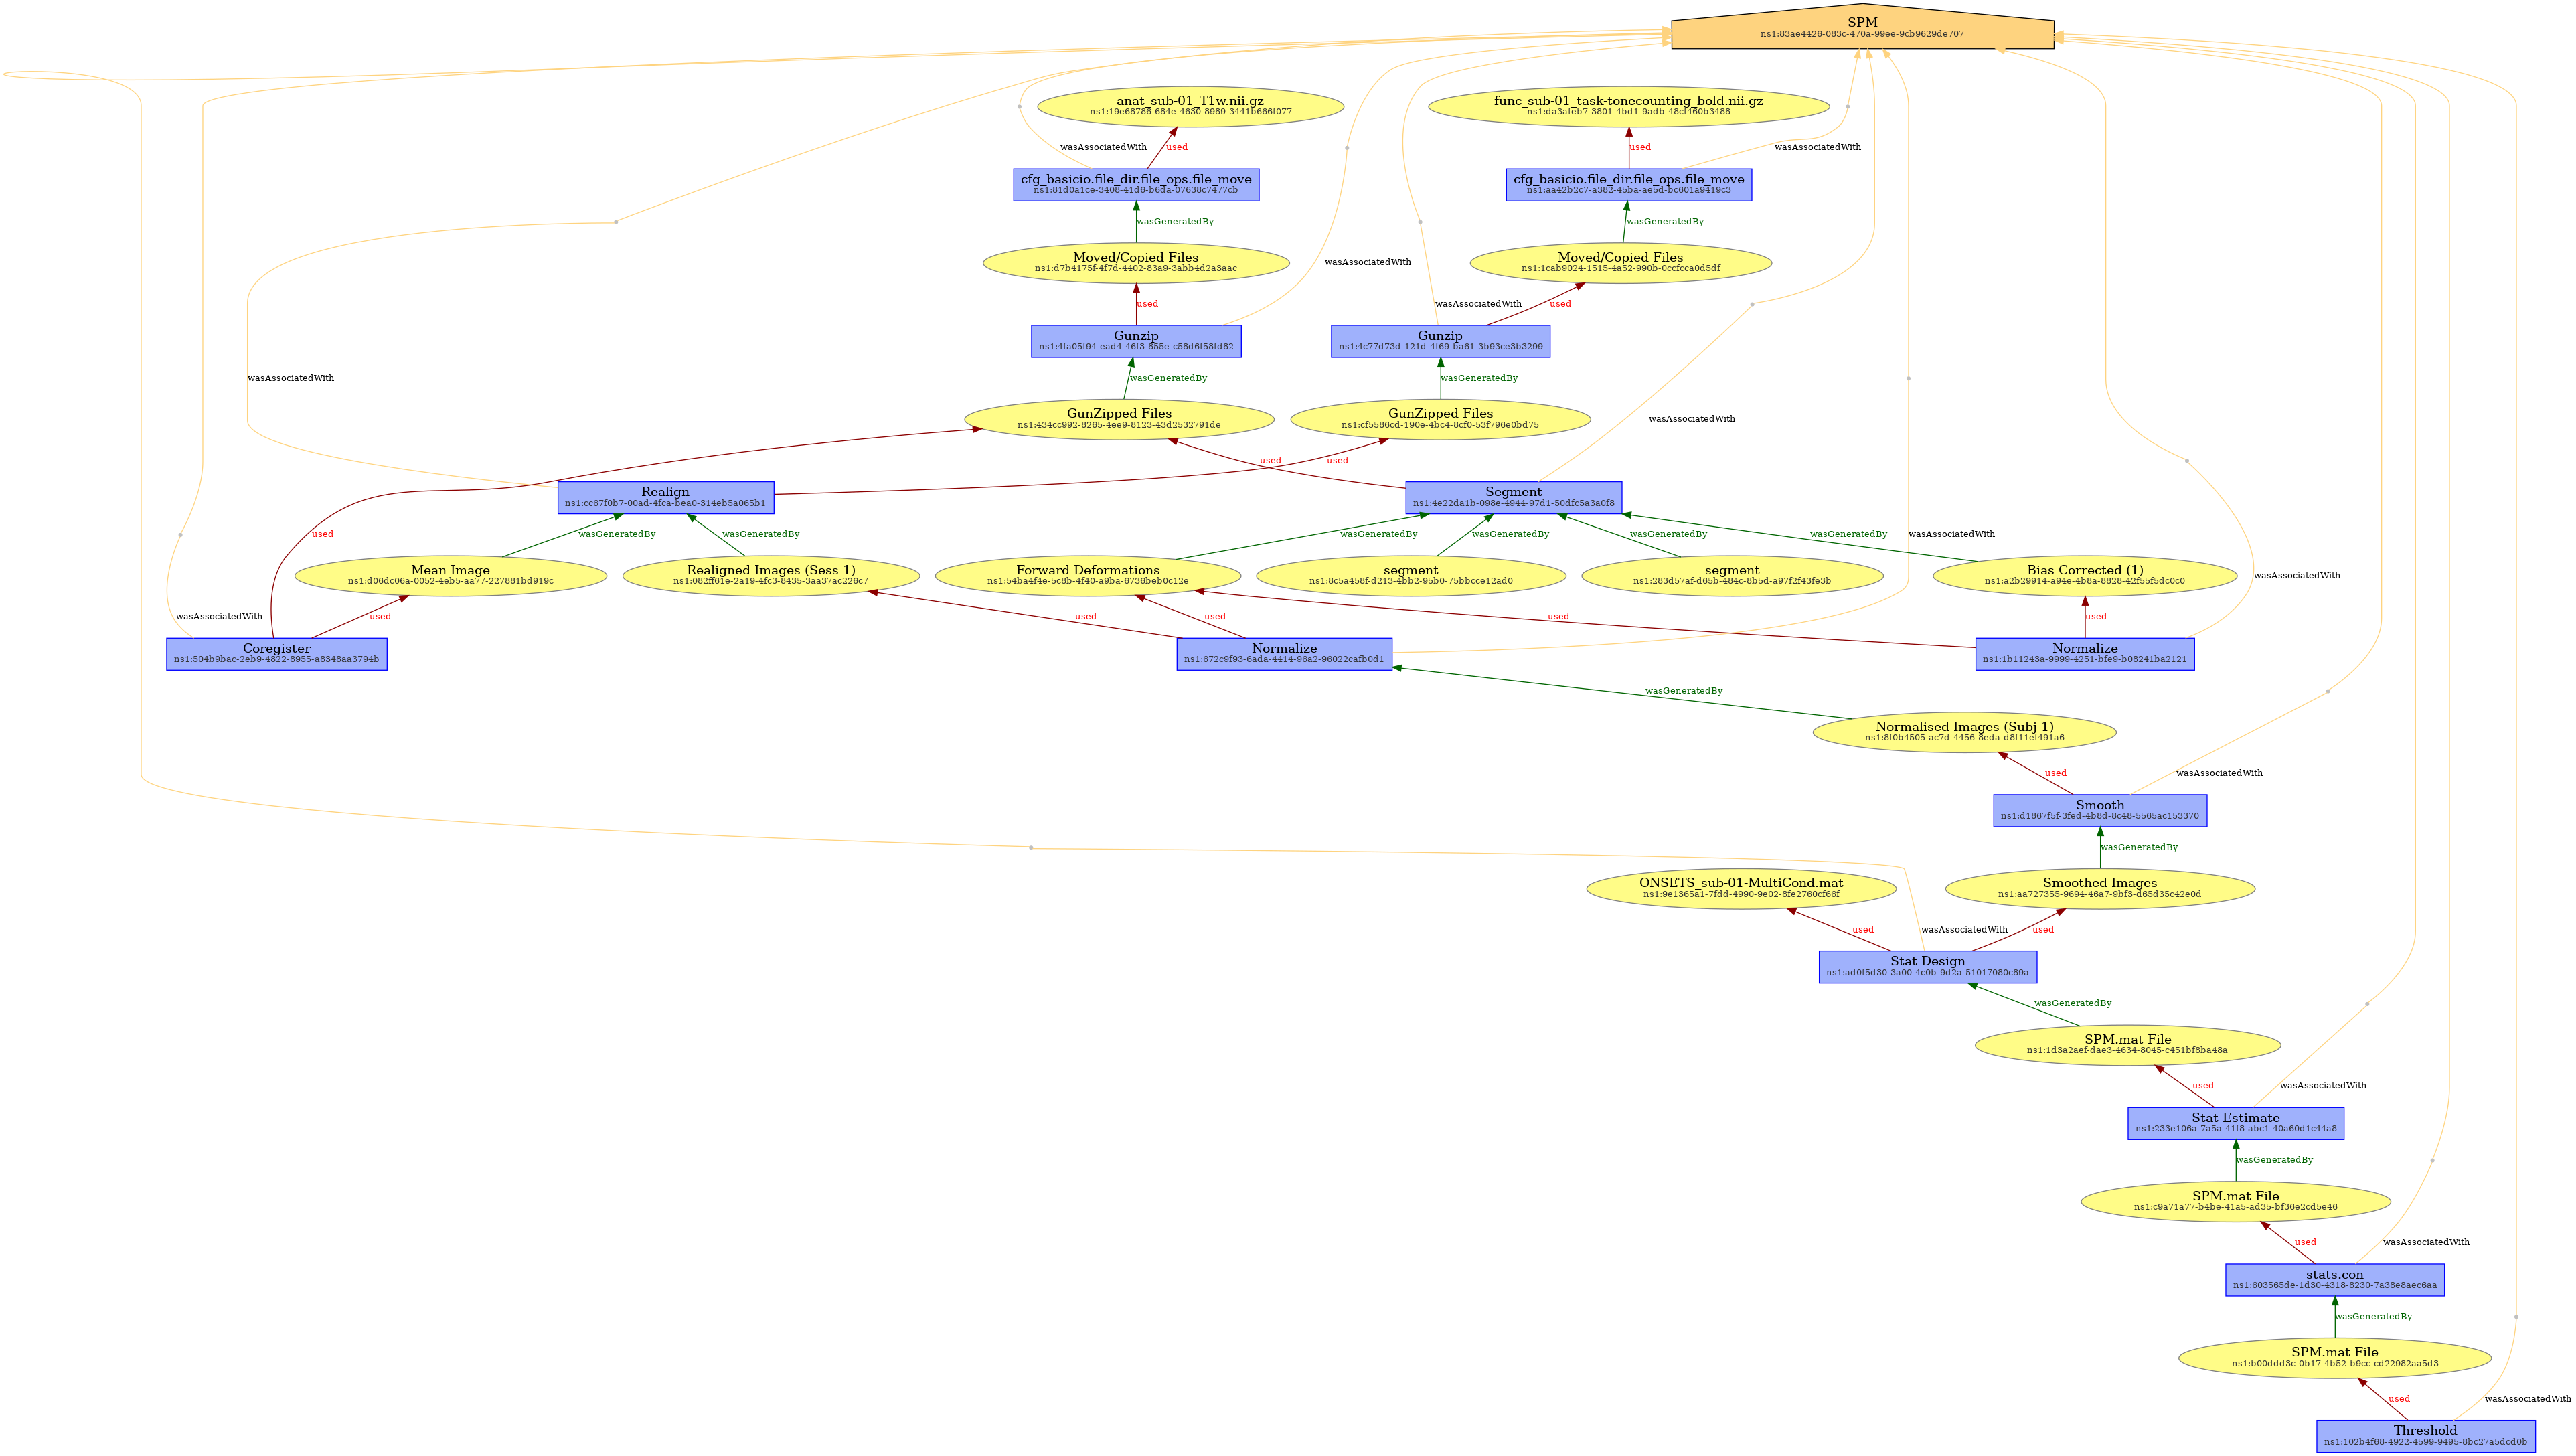 SPM
ns1:83ae4426-083c-470a-99ee-9cb9629de707
anat_sub-01_T1w.nii.gz
ns1:19e68786-684e-4630-8989-3441b666f077
func_sub-01_task-tonecounting_bold.nii.gz
ns1:da3afeb7-3801-4bd1-9adb-48cf460b3488
wasAssociatedWith
used
used
wasAssociatedWith
cfg_basicio.file_dir.file_ops.file_move
ns1:81d0a1ce-3408-41d6-b6da-07638c7477cb
cfg_basicio.file_dir.file_ops.file_move
ns1:aa42b2c7-a382-45ba-ae5d-bc601a9419c3
wasGeneratedBy
wasGeneratedBy
Moved/Copied Files
ns1:d7b4175f-4f7d-4402-83a9-3abb4d2a3aac
Moved/Copied Files
ns1:1cab9024-1515-4a52-990b-0ccfcca0d5df
wasAssociatedWith
used
wasAssociatedWith
used
Gunzip
ns1:4fa05f94-ead4-46f3-855e-c58d6f58fd82
Gunzip
ns1:4c77d73d-121d-4f69-ba61-3b93ce3b3299
wasAssociatedWith
wasGeneratedBy
wasGeneratedBy
GunZipped Files
ns1:434cc992-8265-4ee9-8123-43d2532791de
GunZipped Files
ns1:cf5586cd-190e-4bc4-8cf0-53f796e0bd75
wasAssociatedWith
used
used
Realign
ns1:cc67f0b7-00ad-4fca-bea0-314eb5a065b1
Segment
ns1:4e22da1b-098e-4944-97d1-50dfc5a3a0f8
used
wasGeneratedBy
wasGeneratedBy
wasGeneratedBy
wasGeneratedBy
wasGeneratedBy
wasGeneratedBy
wasAssociatedWith
Mean Image
ns1:d06dc06a-0052-4eb5-aa77-227881bd919c
Realigned Images (Sess 1)
ns1:082ff61e-2a19-4fc3-8435-3aa37ac226c7
Forward Deformations
ns1:54ba4f4e-5c8b-4f40-a9ba-6736beb0c12e
segment
ns1:8c5a458f-d213-4bb2-95b0-75bbcce12ad0
segment
ns1:283d57af-d65b-484c-8b5d-a97f2f43fe3b
Bias Corrected (1)
ns1:a2b29914-a94e-4b8a-8828-42f55f5dc0c0
wasAssociatedWith
wasAssociatedWith
used
used
used
used
used
Coregister
ns1:504b9bac-2eb9-4822-8955-a8348aa3794b
Normalize
ns1:672c9f93-6ada-4414-96a2-96022cafb0d1
Normalize
ns1:1b11243a-9999-4251-bfe9-b08241ba2121
wasGeneratedBy
Normalised Images (Subj 1)
ns1:8f0b4505-ac7d-4456-8eda-d8f11ef491a6
used
wasAssociatedWith
Smooth
ns1:d1867f5f-3fed-4b8d-8c48-5565ac153370
wasGeneratedBy
ONSETS_sub-01-MultiCond.mat
ns1:9e1365a1-7fdd-4990-9e02-8fe2760cf66f
Smoothed Images
ns1:aa727355-9694-46a7-9bf3-d65d35c42e0d
used
wasAssociatedWith
used
Stat Design
ns1:ad0f5d30-3a00-4c0b-9d2a-51017080c89a
wasGeneratedBy
SPM.mat File
ns1:1d3a2aef-dae3-4634-8045-c451bf8ba48a
used
wasAssociatedWith
Stat Estimate
ns1:233e106a-7a5a-41f8-abc1-40a60d1c44a8
wasGeneratedBy
SPM.mat File
ns1:c9a71a77-b4be-41a5-ad35-bf36e2cd5e46
used
wasAssociatedWith
stats.con
ns1:603565de-1d30-4318-8230-7a38e8aec6aa
wasGeneratedBy
SPM.mat File
ns1:b00ddd3c-0b17-4b52-b9cc-cd22982aa5d3
used
wasAssociatedWith
Threshold
ns1:102b4f68-4922-4599-9495-8bc27a5dcd0b